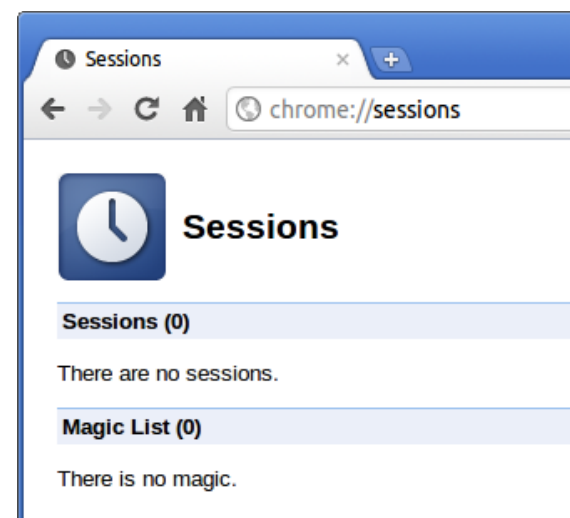 Sessions
chrome://sessions
Sessions
Sessions (0)
There are no sessions.
Magic List (0)
There is no magic.